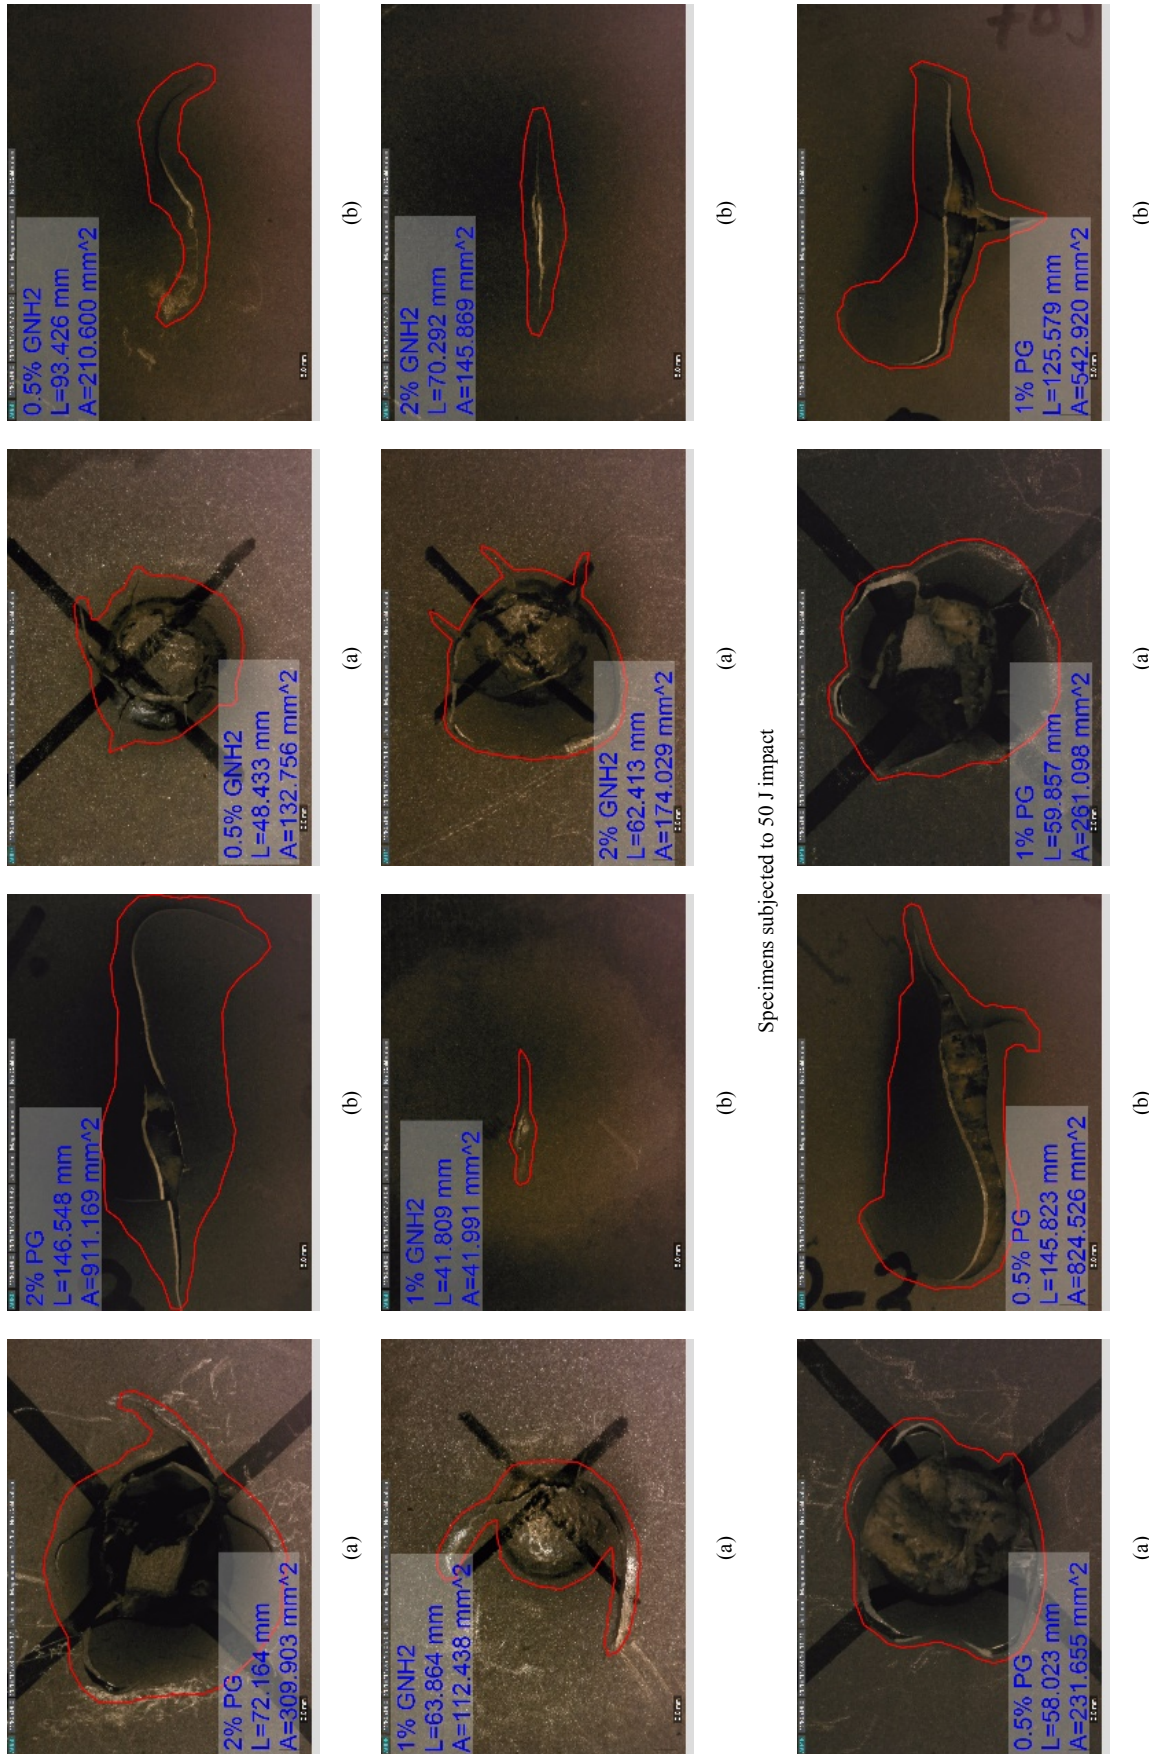 2% PG
L=72.164 mm
A=309.903 mm^2
(a)
2% PG
L=146.548 mm
A=911.169 mm^2
(b)
0.5% GNH2
L=48.433 mm
A=132.756 mm^2
(a)
0.5% GNH2
L=93.426 mm
A=210.600 mm^2
(b)
1% GNH2
L=63.864 mm
A=112.438 mm^2
(a)
1% GNH2
L=41.809 mm
A=41.991 mm^2
(b)
2% GNH2
L=62.413 mm
A=174.029 mm^2
(a)
2% GNH2
L=70.292 mm
A=145.869 mm^2
(b)
Specimens subjected to 50 J impact
0.5% PG
L=58.023 mm
A=231.655 mm^2
(a)
0.5% PG
L=145.823 mm
A=824.526 mm^2
(b)
1% PG
L=59.857 mm
A=261.098 mm^2
(a)
1% PG
L=125.579 mm
A=542.920 mm^2
(b)